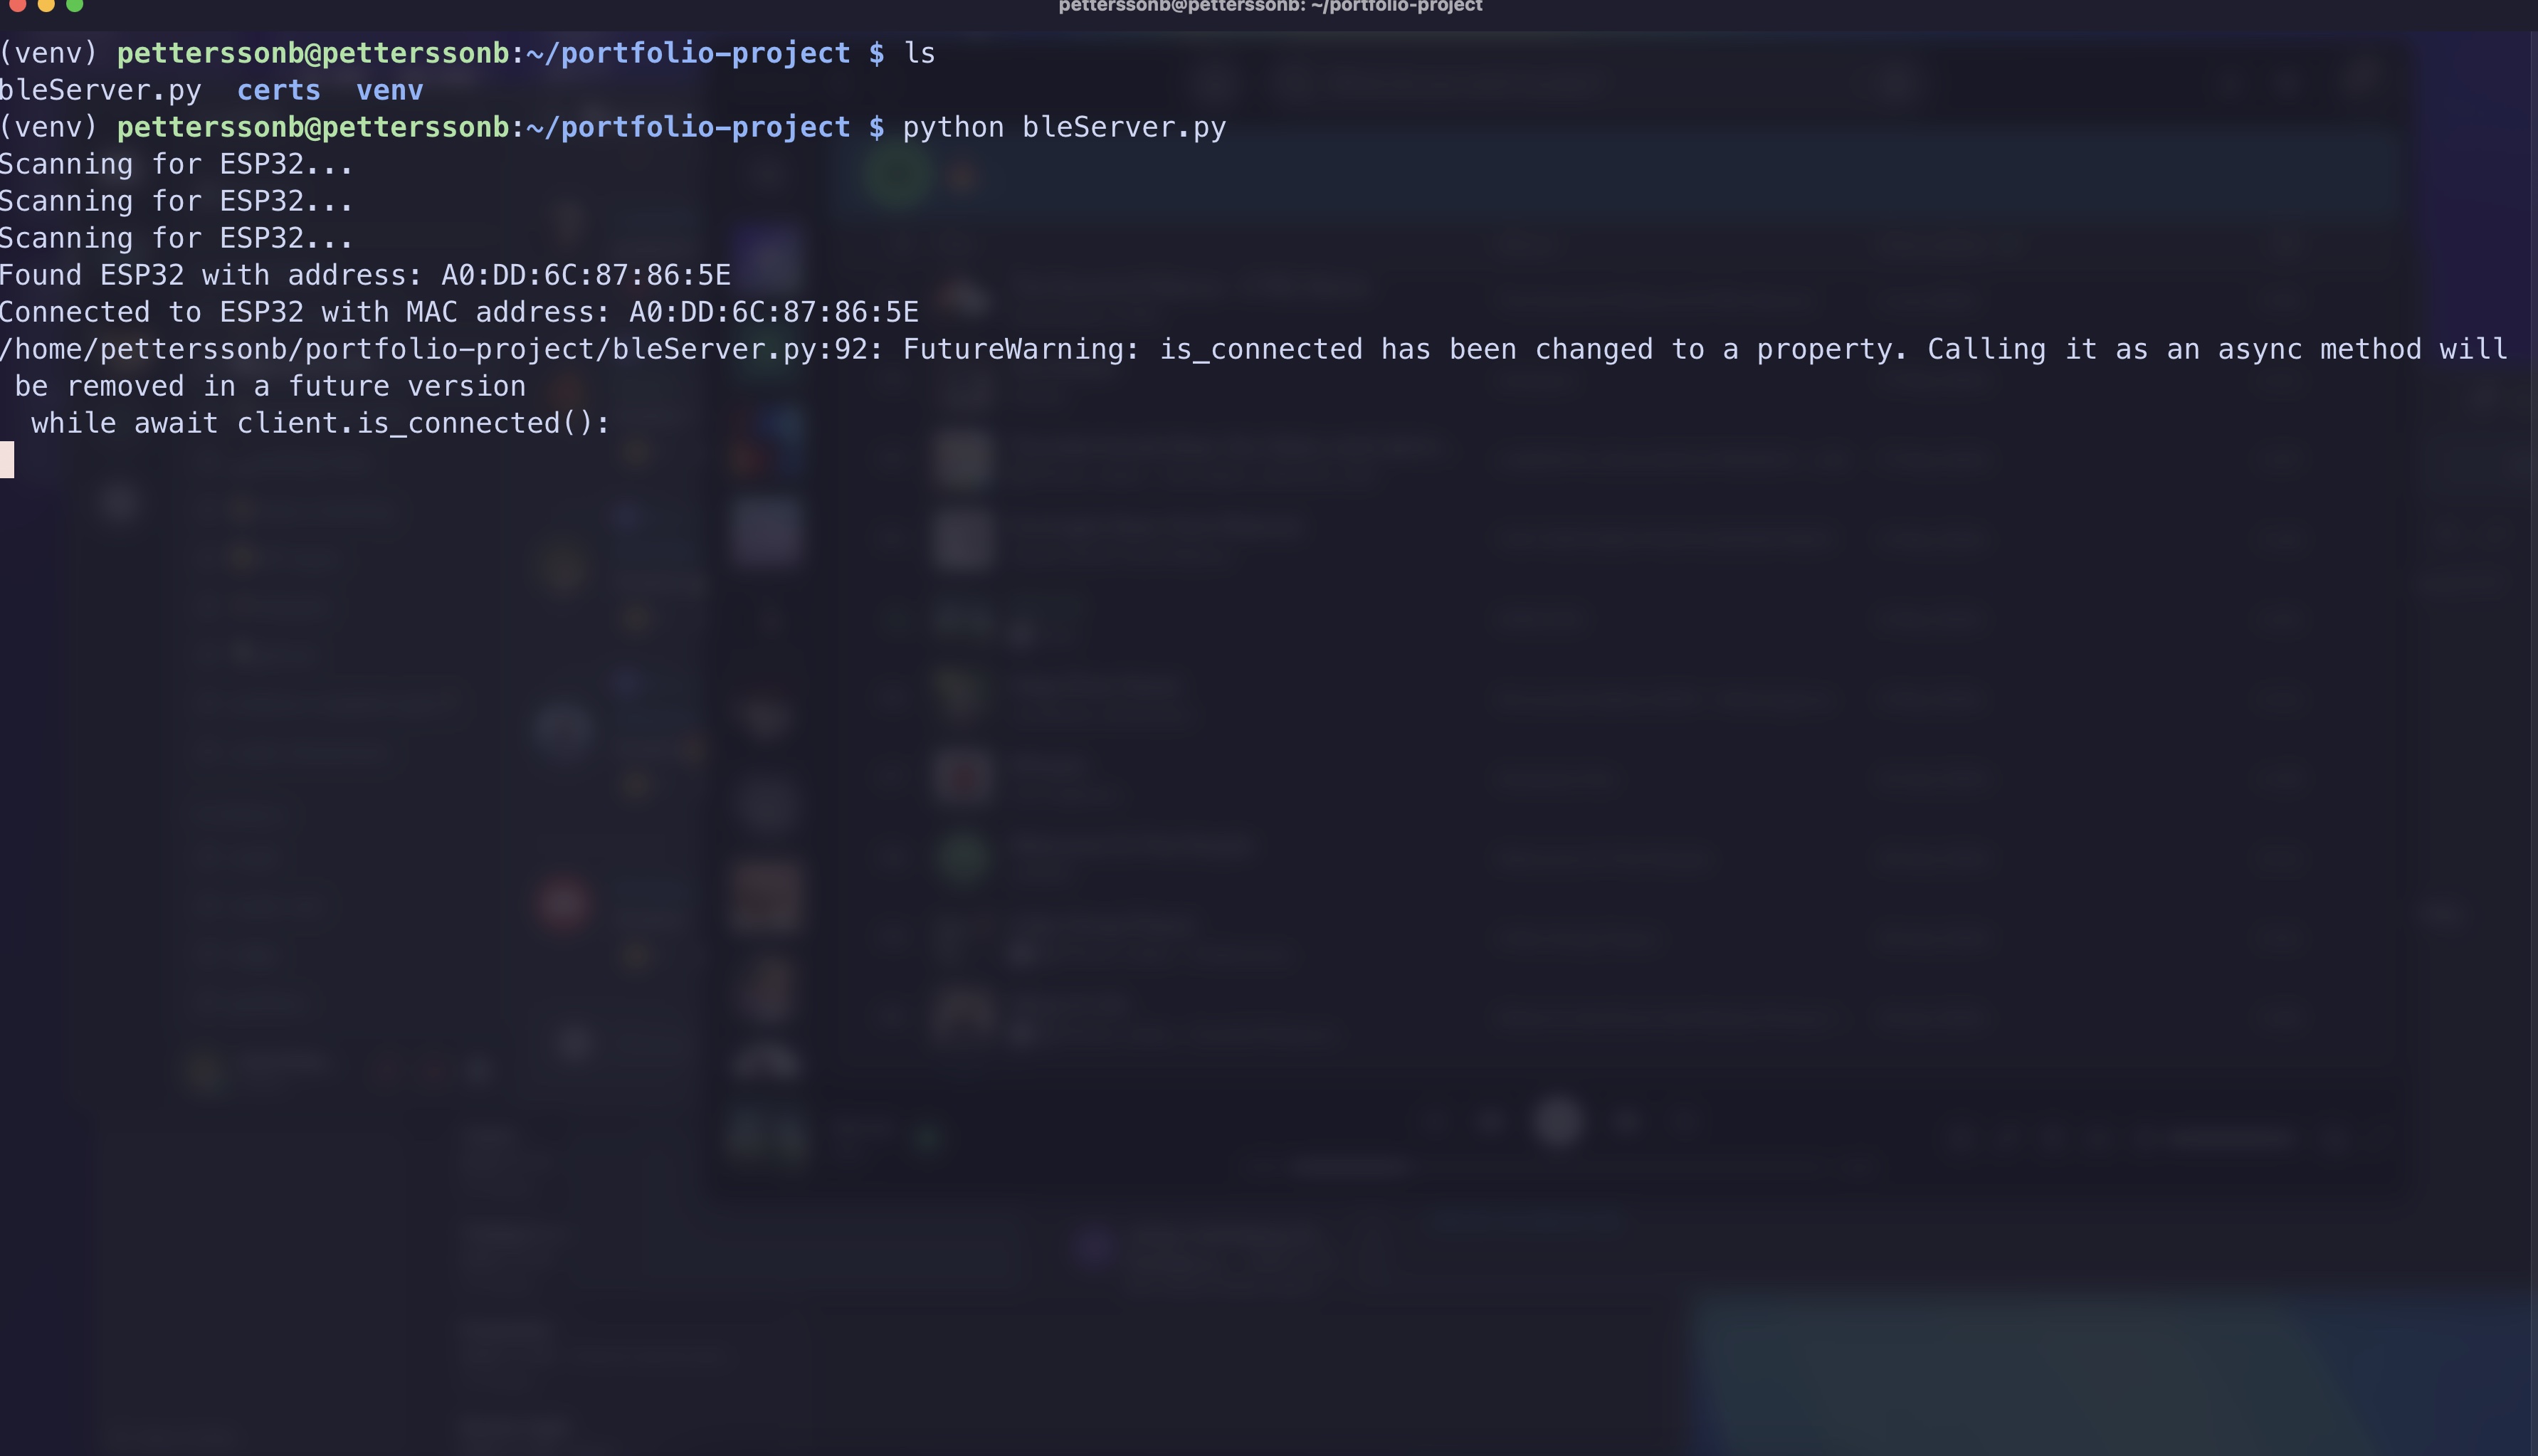 petterssonb@petterssonb: ~/portfolio-project
(venv) petterssonb@petterssonb:~/portfolio-project $ ls
bleServer.py  certs  venv
(venv) petterssonb@petterssonb:~/portfolio-project $ python bleServer.py
Scanning for ESP32...
Scanning for ESP32...
Scanning for ESP32...
Found ESP32 with address: A0:DD:6C:87:86:5E
Connected to ESP32 with MAC address: A0:DD:6C:87:86:5E
/home/petterssonb/portfolio-project/bleServer.py:92: FutureWarning: is_connected has been changed to a property. Calling it as an async method will
 be removed in a future version
  while await client.is_connected():